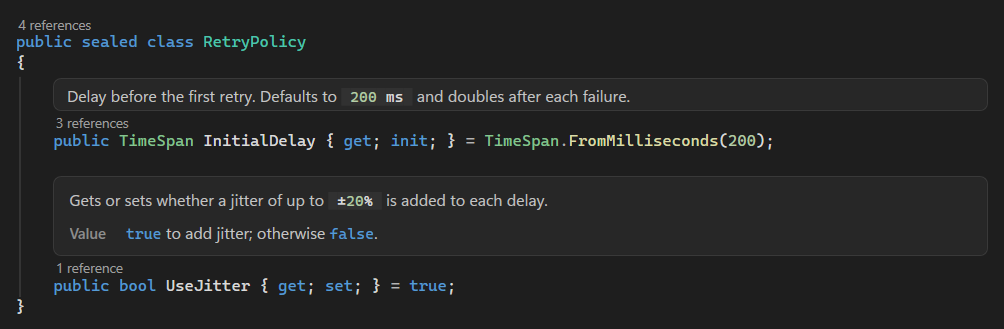 4 references
public sealed class RetryPolicy
{
Delay before the first retry. Defaults to 200 ms and doubles after each failure.
3 references
public TimeSpan InitialDelay { get; init; } = TimeSpan.FromMilliseconds(200);
Gets or sets whether a jitter of up to ±20% is added to each delay.
Value true to add jitter; otherwise false.
1 reference
public bool UseJitter { get; set; } = true;
}